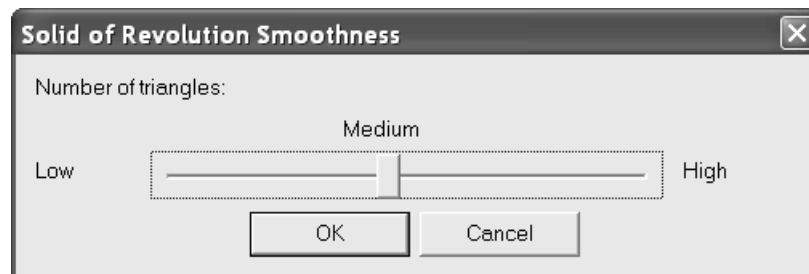 Solid of Revolution Smoothness
Number of triangles:
Medium
Low High
OK Cancel